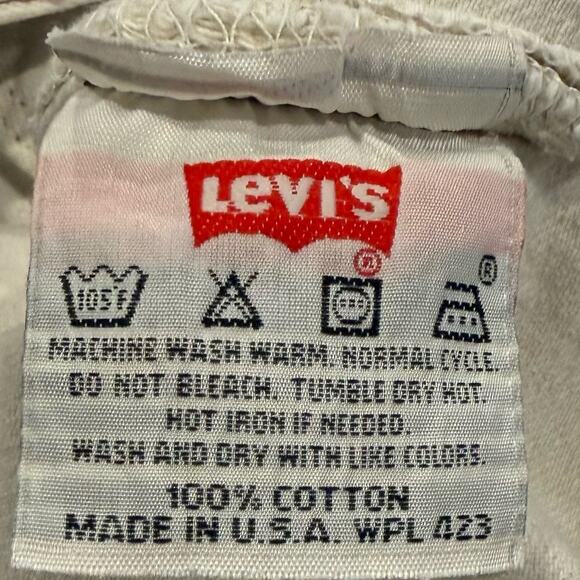 Levi's
®
®
105°F
MACHINE WASH WARM. NORMAL CYCLE.
DO NOT BLEACH. TUMBLE DRY HOT.
HOT IRON IF NEEDED.
WASH AND DRY WITH LIKE COLORS.
100% COTTON
MADE IN U.S.A. WPL 423